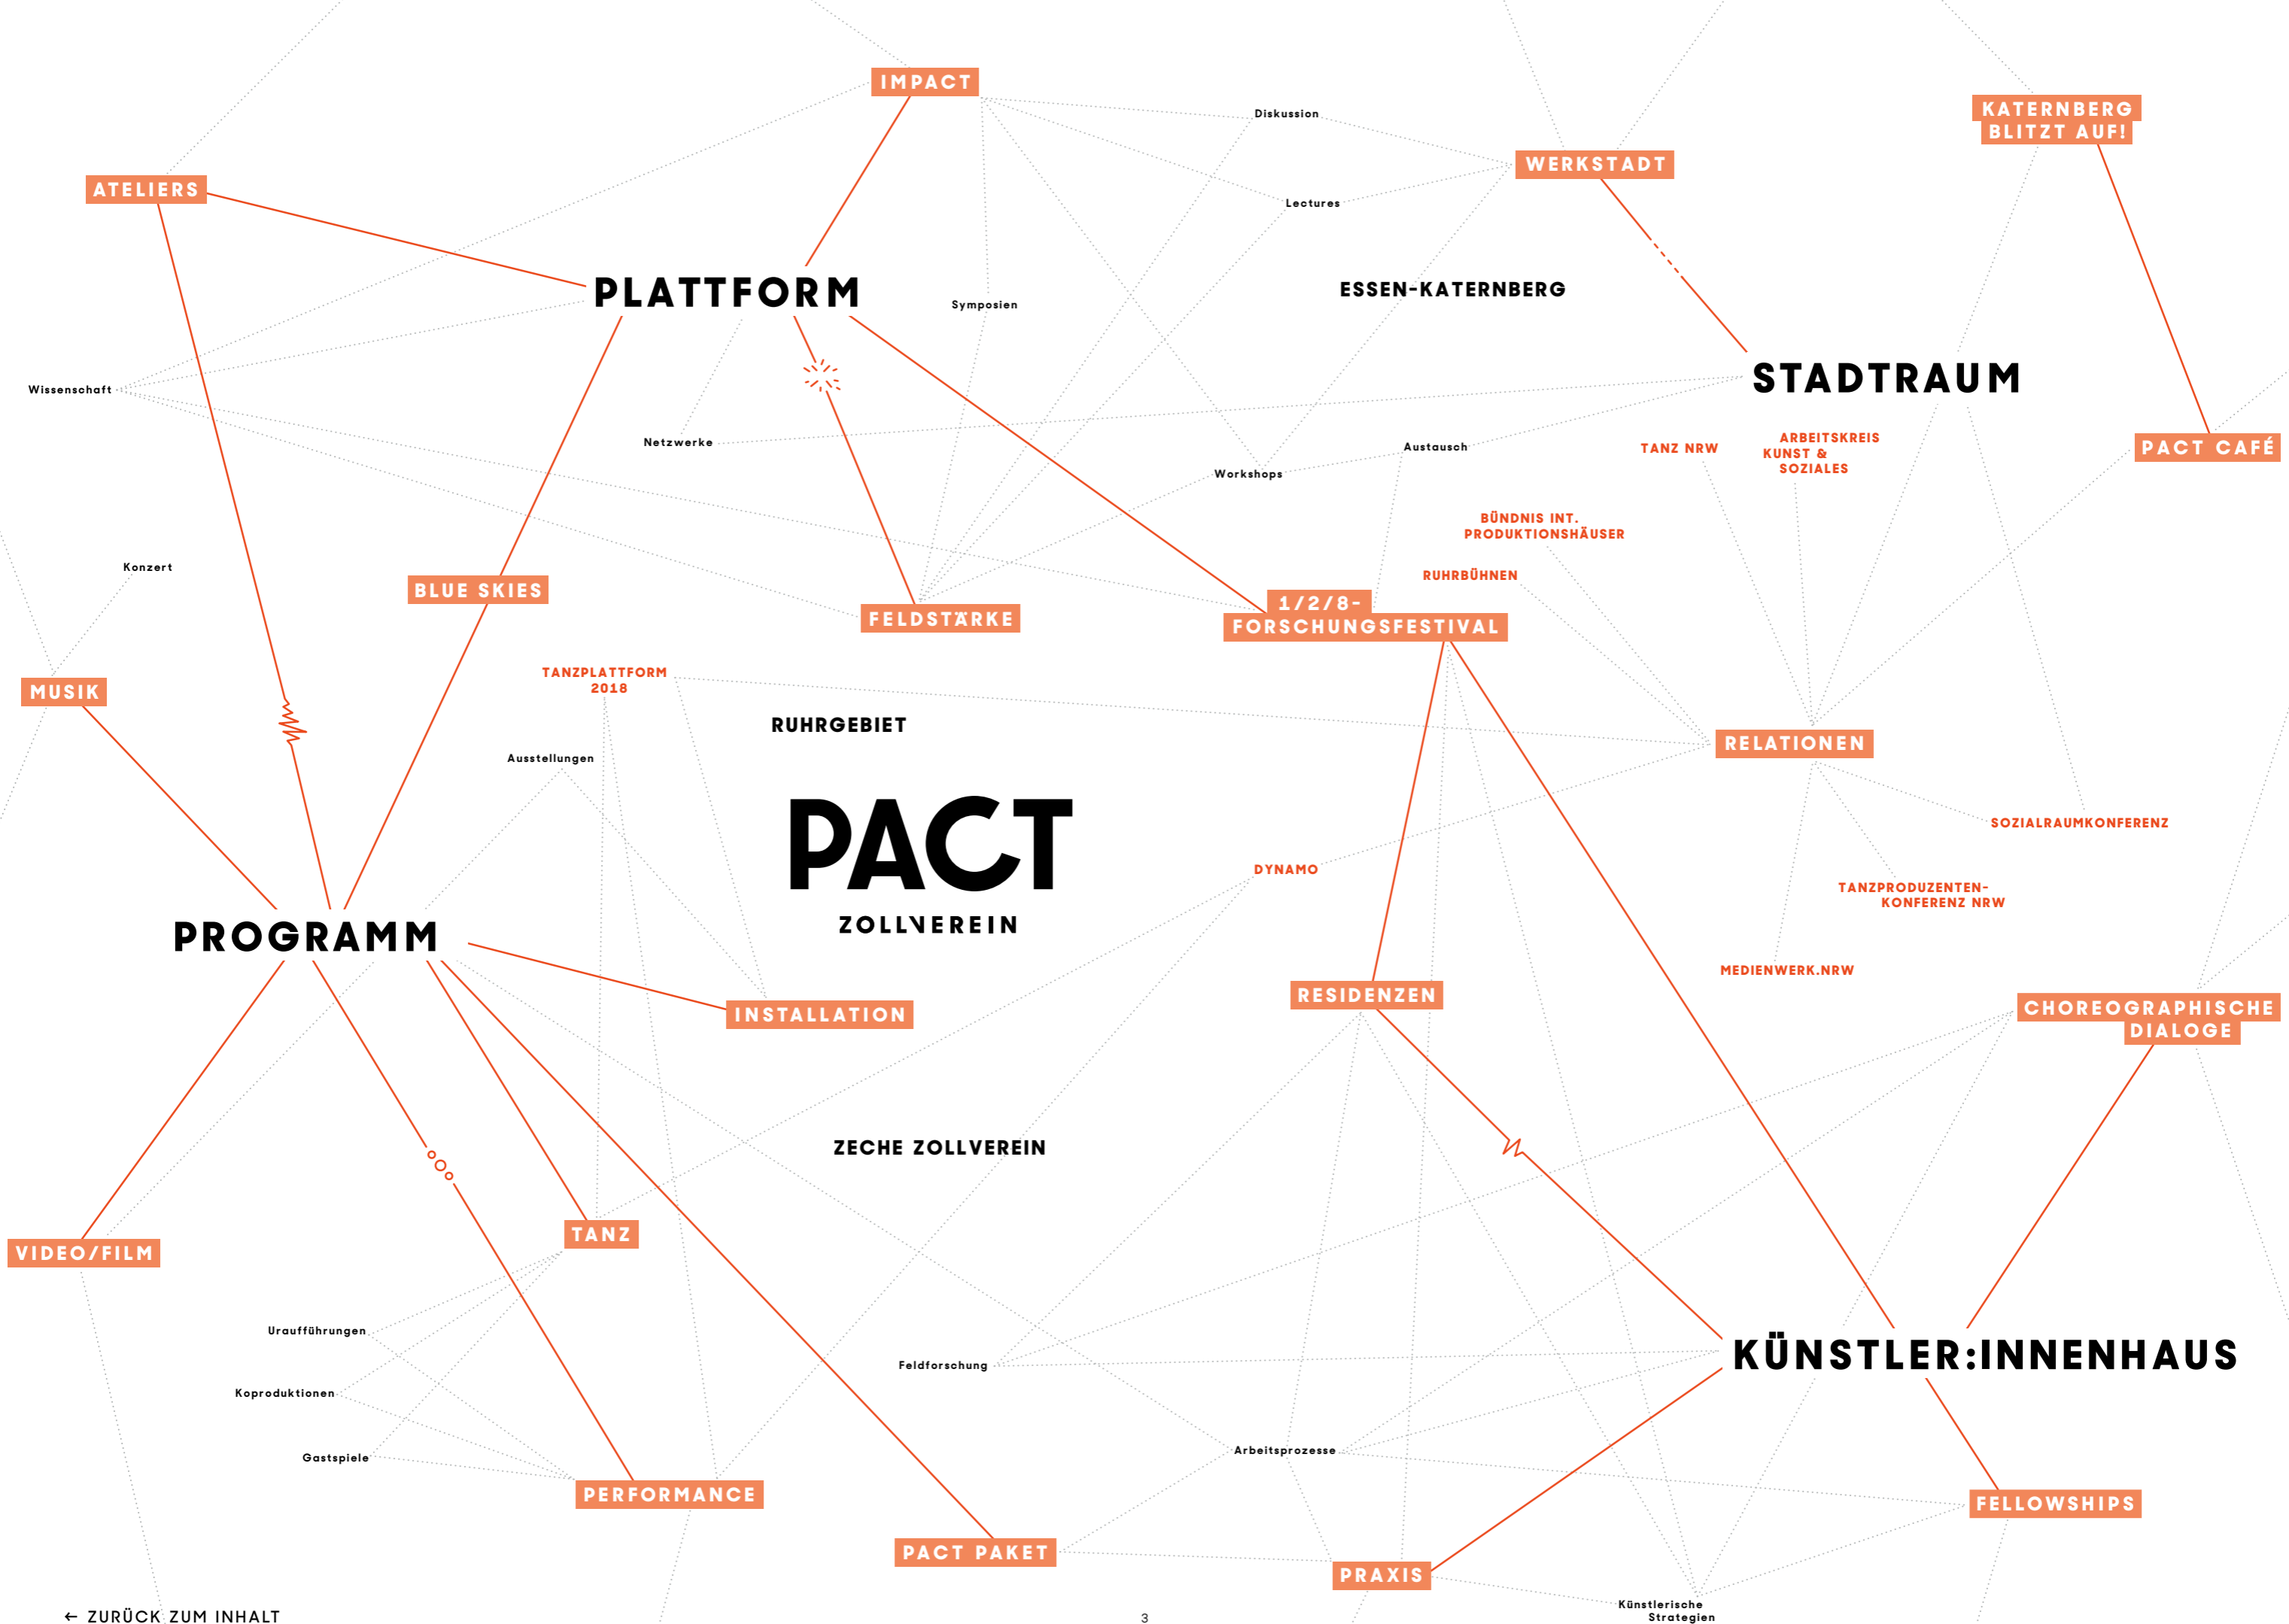 IMPACT
Diskussion
KATERNBERG
BLITZT AUF!
WERKSTADT
ATELIERS
Lectures
PLATTFORM
ESSEN-KATERNBERG
Symposien
STADTRAUM
Wissenschaft
Netzwerke
Austausch
TANZ NRW
ARBEITSKREIS
KUNST &
SOZIALES
PACT CAFÉ
Workshops
BÜNDNIS INT.
PRODUKTIONSHÄUSER
Konzert
RUHRBÜHNEN
BLUE SKIES
FELDSTÄRKE
1/2/8-
FORSCHUNGSFESTIVAL
TANZPLATTFORM
2018
MUSIK
RUHRGEBIET
RELATIONEN
Ausstellungen
PACT
ZOLLVEREIN
SOZIALRAUMKONFERENZ
DYNAMO
TANZPRODUZENTEN-
KONFERENZ NRW
PROGRAMM
MEDIENWERK.NRW
RESIDENZEN
CHOREOGRAPHISCHE
DIALOGE
INSTALLATION
ZECHE ZOLLVEREIN
TANZ
VIDEO/FILM
Uraufführungen
KÜNSTLER:INNENHAUS
Feldforschung
Koproduktionen
Arbeitsprozesse
Gastspiele
PERFORMANCE
FELLOWSHIPS
PACT PAKET
PRAXIS
Künstlerische
Strategien
← ZURÜCK ZUM INHALT
3